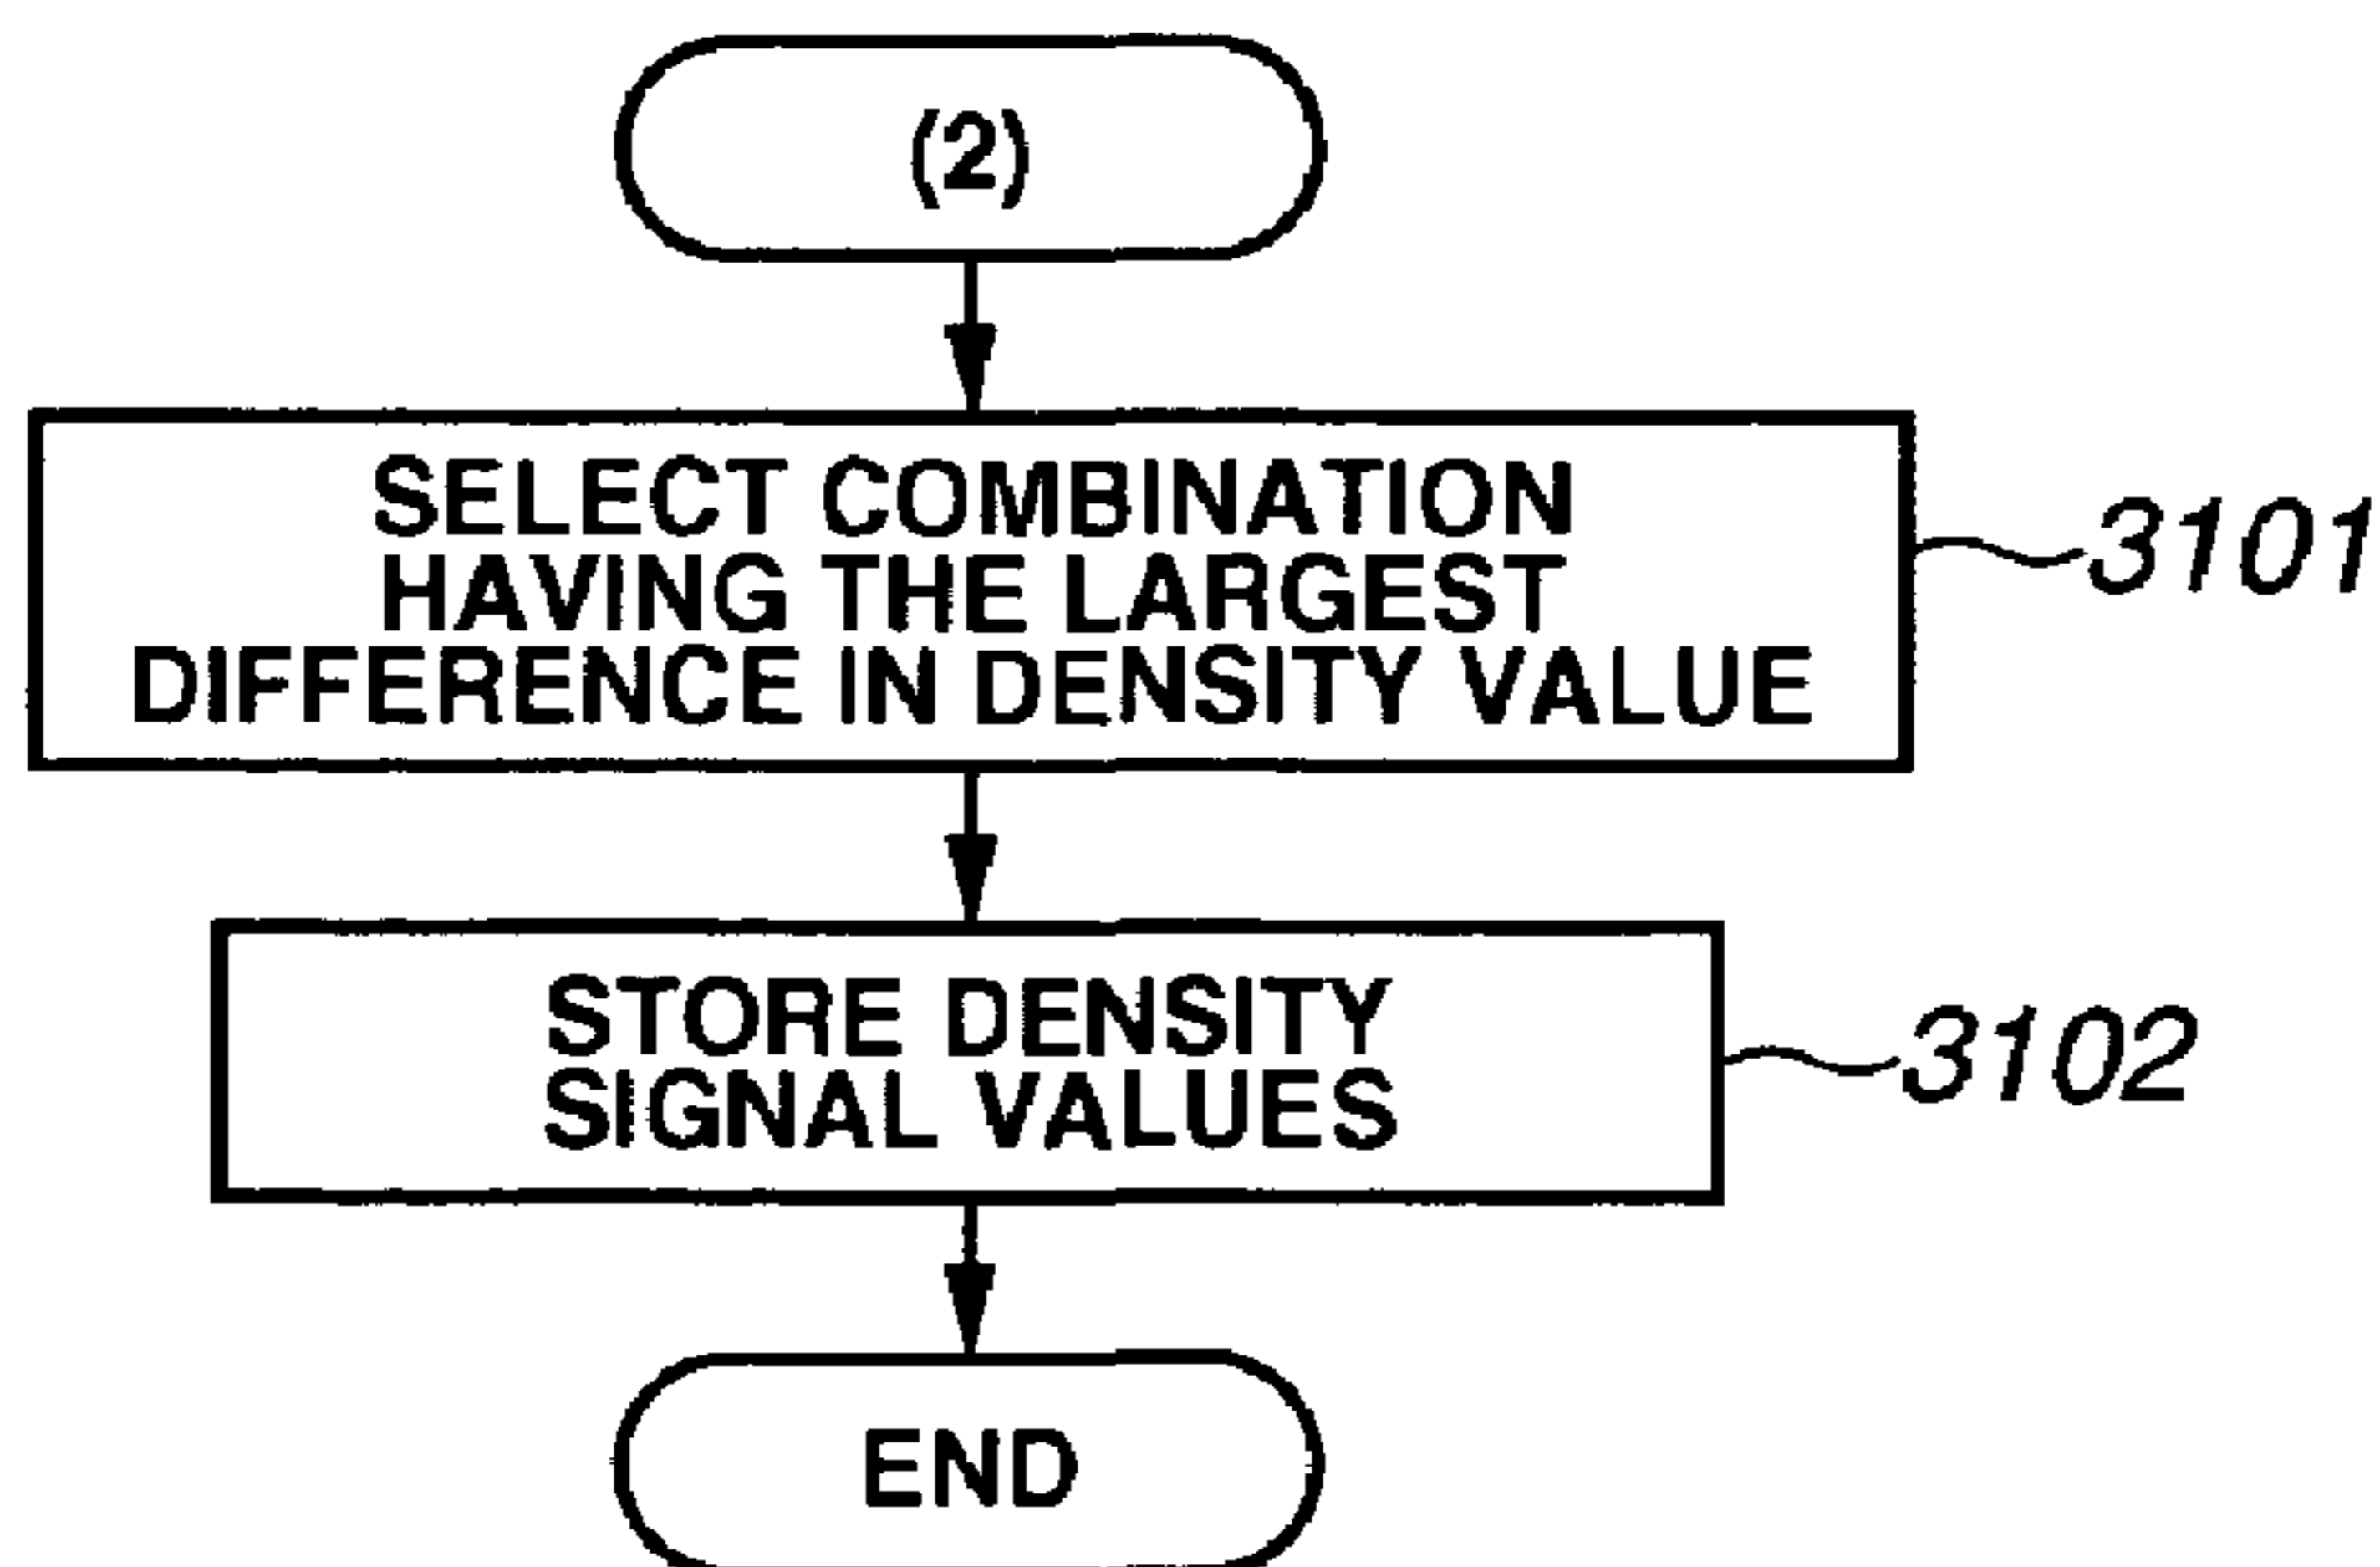 (2)
SELECT COMBINATION
HAVING THE LARGEST
DIFFERENCE IN DENSITY VALUE
3101
STORE DENSITY
SIGNAL VALUES
3102
END